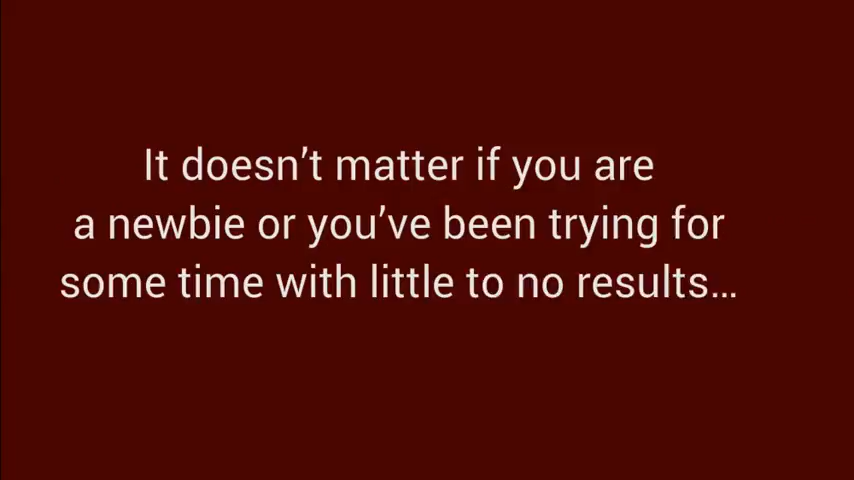 It doesn’t matter if you are
a newbie or you’ve been trying for
some time with little to no results…